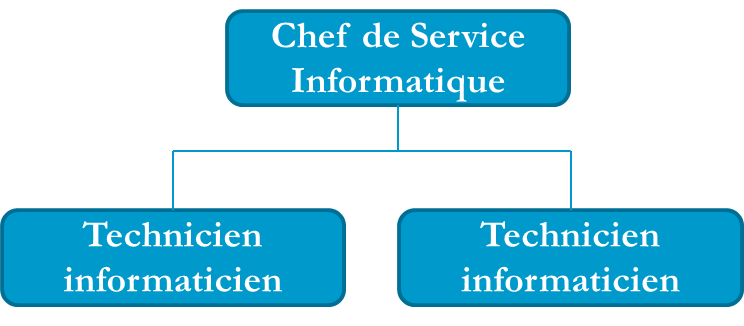 Chef de Service
Informatique
Technicien
informaticien
Technicien
informaticien